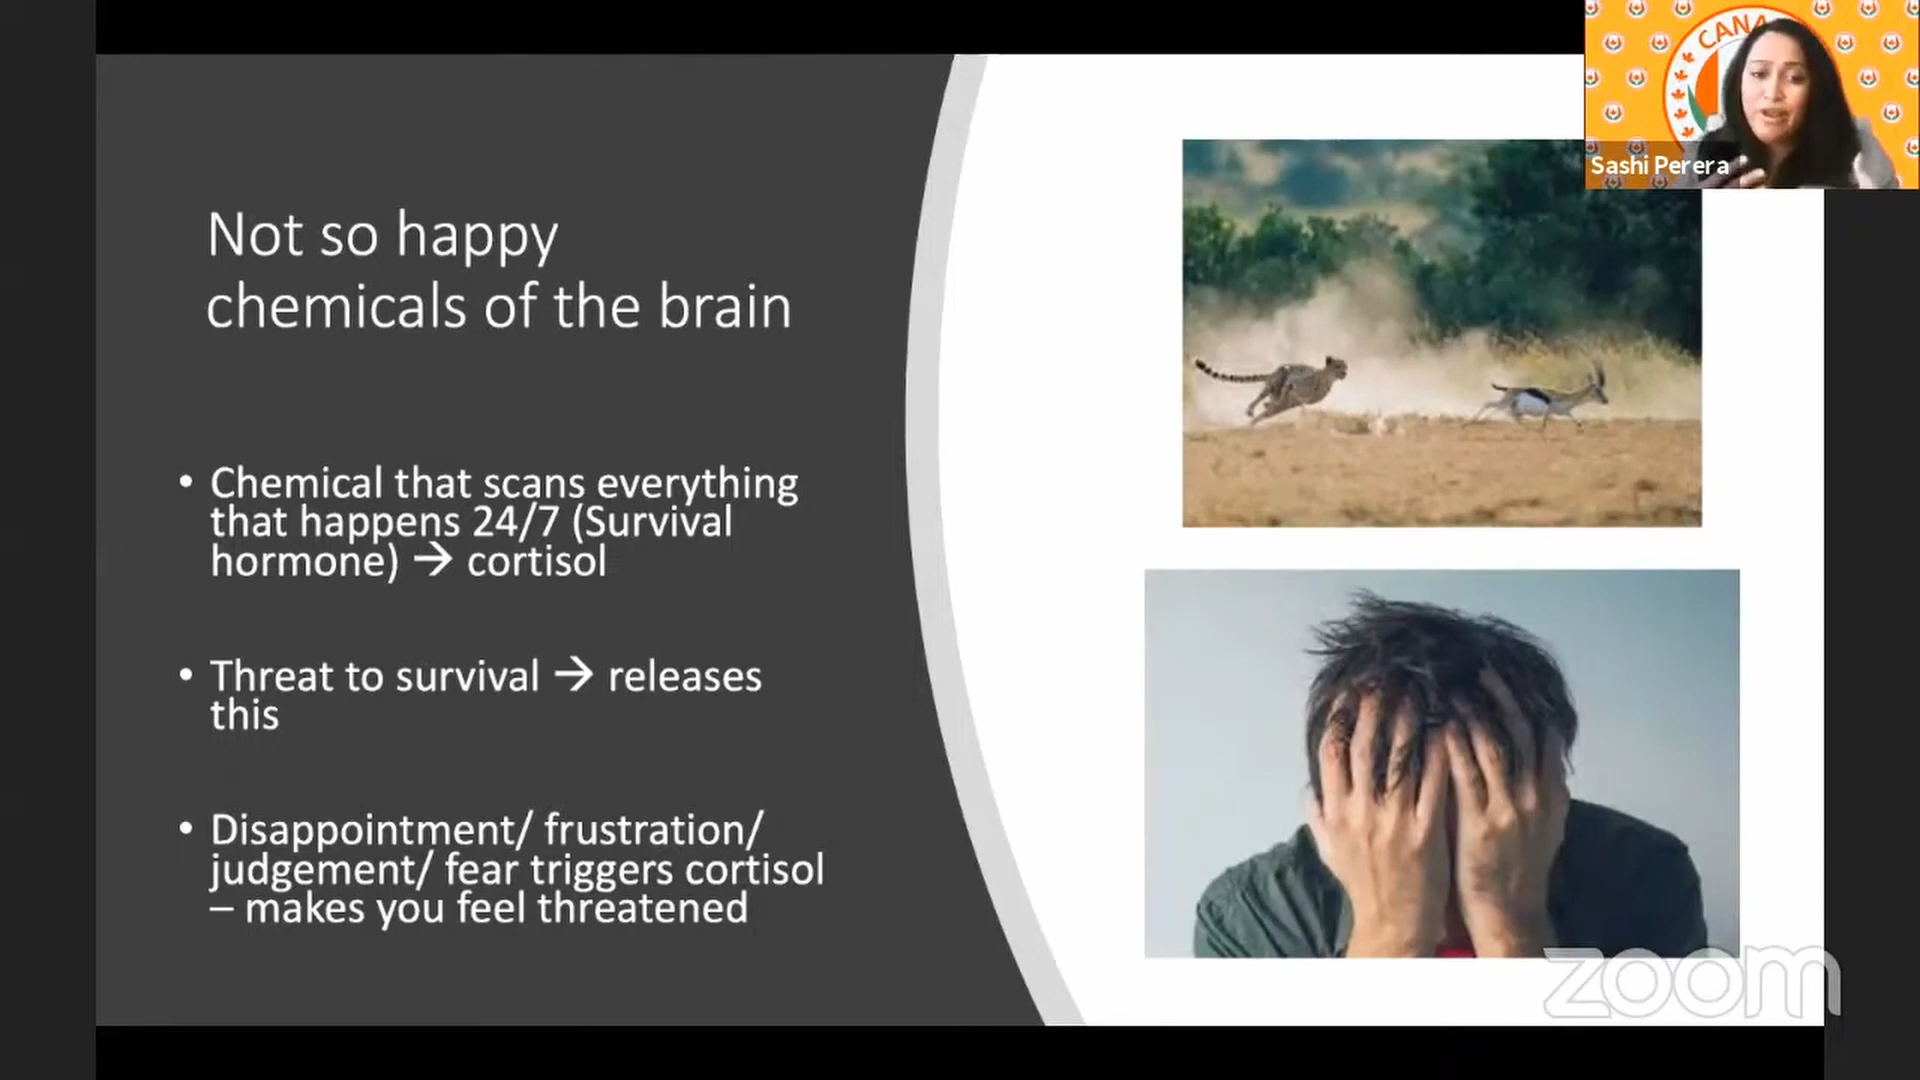 CANA
Sashi Perera
Not so happy
chemicals of the brain
• Chemical that scans everything
that happens 24/7 (Survival
hormone) → cortisol
• Threat to survival → releases
this
• Disappointment/ frustration/
judgement/ fear triggers cortisol
– makes you feel threatened
zoom